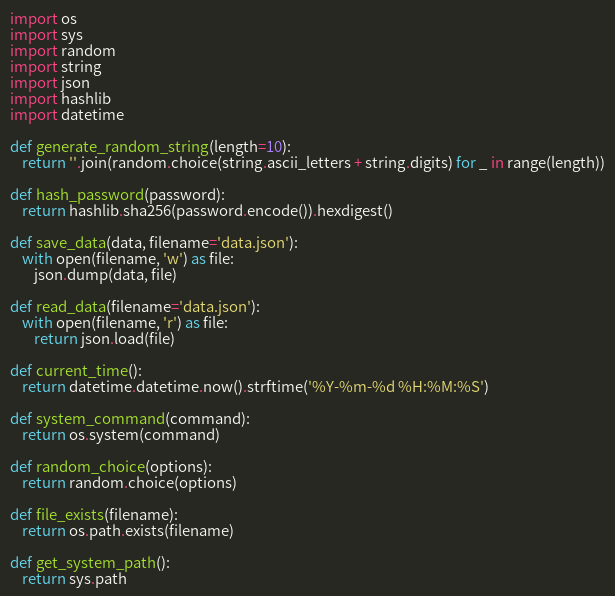 import os
import sys
import random
import string
import json
import hashlib
import datetime

def generate_random_string(length=10):
    return ''.join(random.choice(string.ascii_letters + string.digits) for _ in range(length))

def hash_password(password):
    return hashlib.sha256(password.encode()).hexdigest()

def save_data(data, filename='data.json'):
    with open(filename, 'w') as file:
        json.dump(data, file)

def read_data(filename='data.json'):
    with open(filename, 'r') as file:
        return json.load(file)

def current_time():
    return datetime.datetime.now().strftime('%Y-%m-%d %H:%M:%S')

def system_command(command):
    return os.system(command)

def random_choice(options):
    return random.choice(options)

def file_exists(filename):
    return os.path.exists(filename)

def get_system_path():
    return sys.path